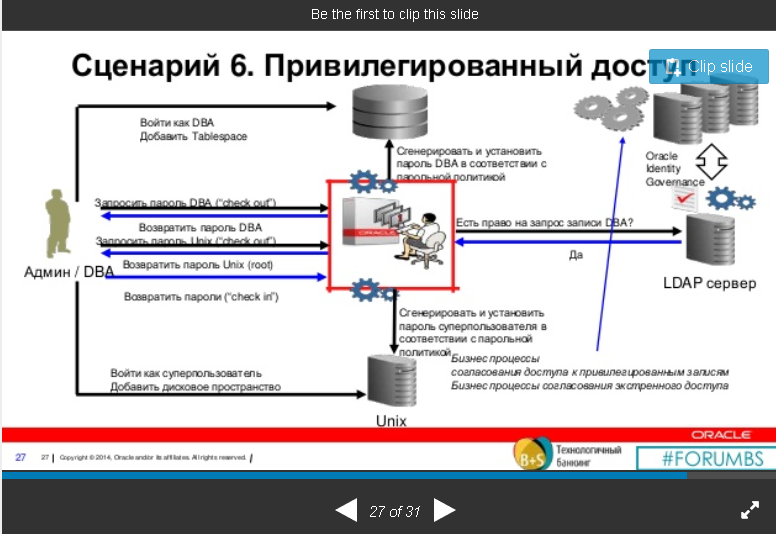 Be the first to clip this slide
Сценарий 6. Привилегированный доступ
Clip slide
Войти как DBA
Добавить Tablespace
Сгенерировать и установить
пароль DBA в соответствии с
парольной политикой
Oracle
Identity
Governance
Запросить пароль DBA ("check out")
Возвратить пароль DBA
Запросить пароль Unix ("check out")
Возвратить пароль Unix (root)
Возвратить пароли ("check in")
Админ / DBA
ORACLE
Есть право на запрос записи DBA?
Да
LDAP сервер
Сгенерировать и установить
пароль суперпользователя в
соответствии с парольной
политикой
Бизнес процессы
согласования доступа к привилегированным записям
Бизнес процессы согласования экстренного доступа
Войти как суперпользователь
Добавить дисковое пространство
Unix
ORACLE
27
27 | Copyright © 2014, Oracle and/or its affiliates. All rights reserved. |
B+S
Технологичный
банкинг
#FORUMBS
27 of 31